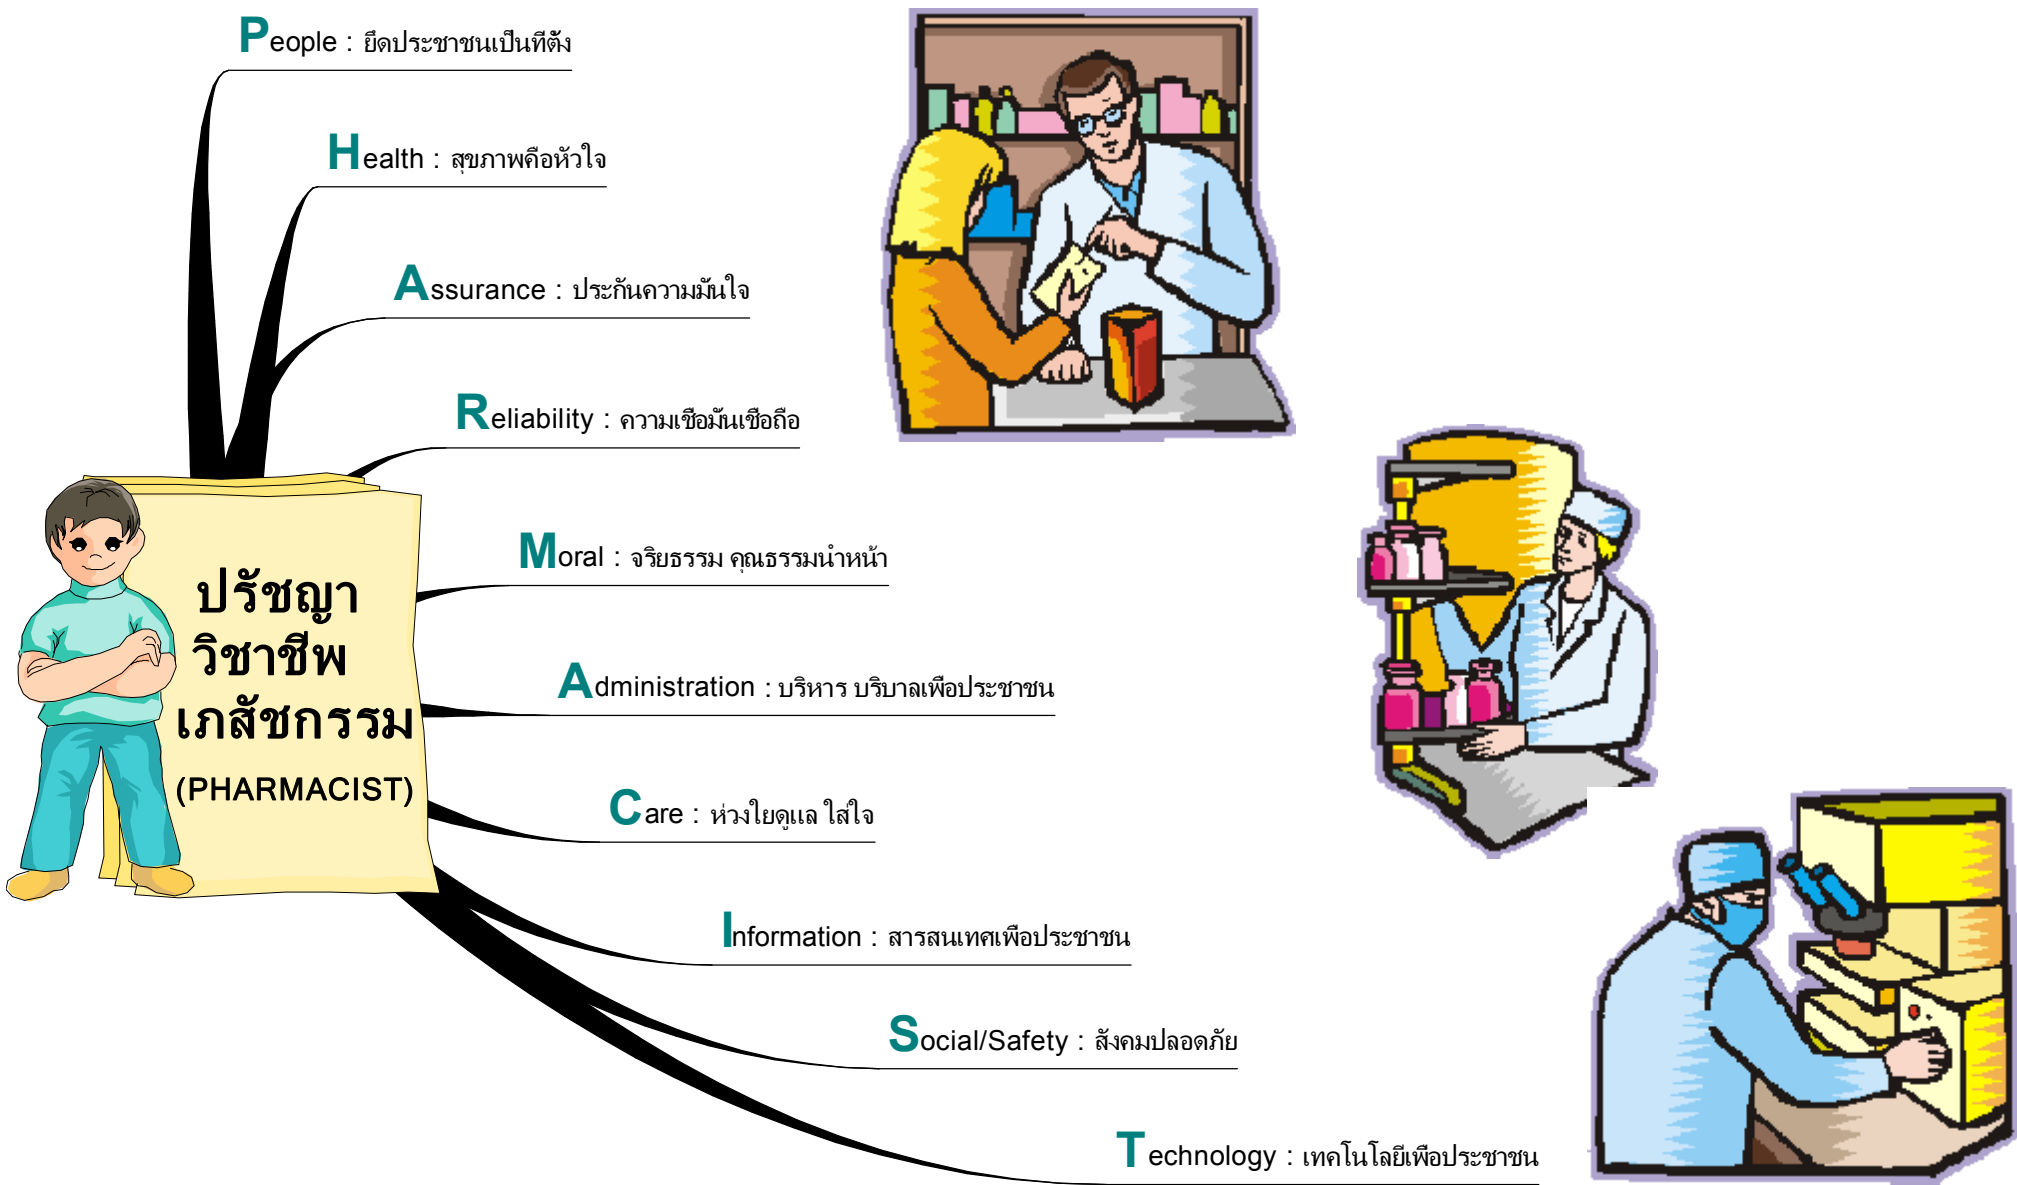 People : ยึดประชาชนเป็นที่ตั้ง
Health : สุขภาพคือหัวใจ
Assurance : ประกันความมั่นใจ
Reliability : ความเชื่อมั่นเชื่อถือ
Moral : จริยธรรม คุณธรรมนำหน้า
ปรัชญา
วิชาชีพ
เภสัชกรรม
(PHARMACIST)
Administration : บริหาร บริบาลเพื่อประชาชน
Care : ห่วงใยดูแล ใส่ใจ
Information : สารสนเทศเพื่อประชาชน
Social/Safety : สังคมปลอดภัย
Technology : เทคโนโลยีเพื่อประชาชน